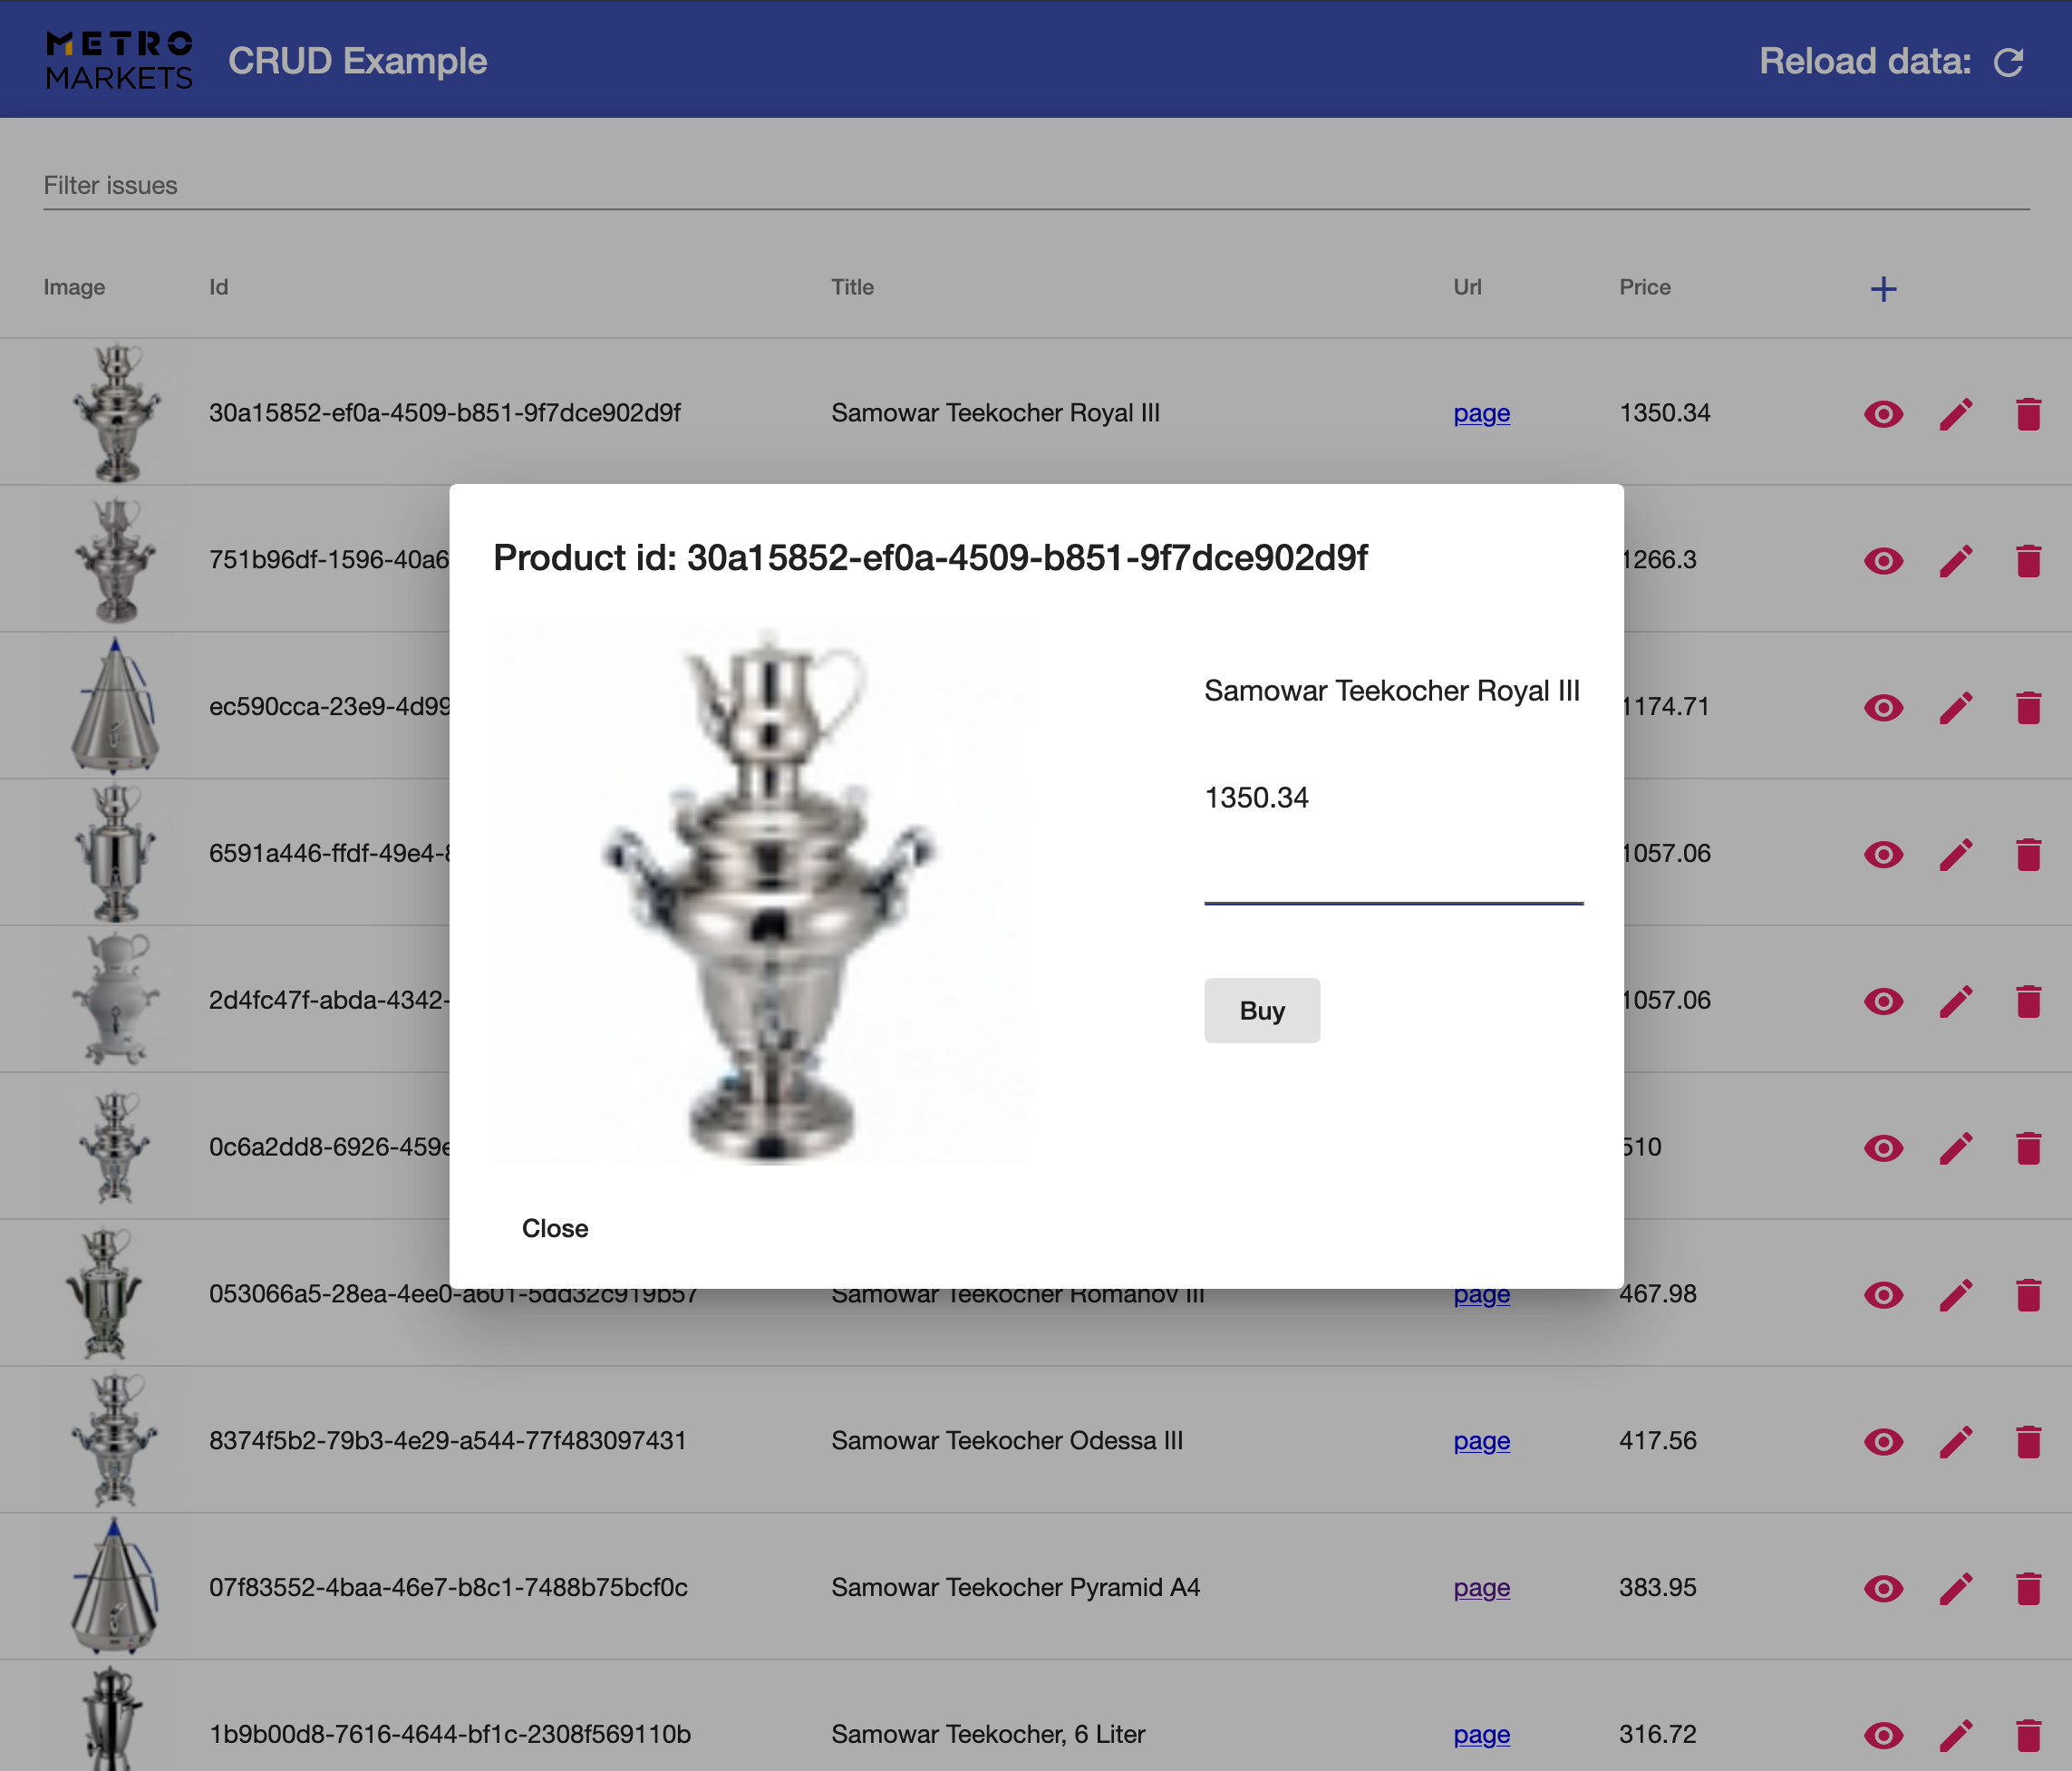 METRO
MARKETS
CRUD Example
Reload data:
Filter issues
Image Id Title Url Price
30a15852-ef0a-4509-b851-9f7dce902d9f Samowar Teekocher Royal III page 1350.34
751b96df-1596-40a6 1266.3
ec590cca-23e9-4d99 1174.71
6591a446-ffdf-49e4- 1057.06
2d4fc47f-abda-4342- 1057.06
0c6a2dd8-6926-459e 510
053066a5-28ea-4ee0-a601-5dd32c919b57 Samowar Teekocher Romanov III page 467.98
8374f5b2-79b3-4e29-a544-77f483097431 Samowar Teekocher Odessa III page 417.56
07f83552-4baa-46e7-b8c1-7488b75bcf0c Samowar Teekocher Pyramid A4 page 383.95
1b9b00d8-7616-4644-bf1c-2308f569110b Samowar Teekocher, 6 Liter page 316.72
Product id: 30a15852-ef0a-4509-b851-9f7dce902d9f
Samowar Teekocher Royal III
1350.34
Buy
Close